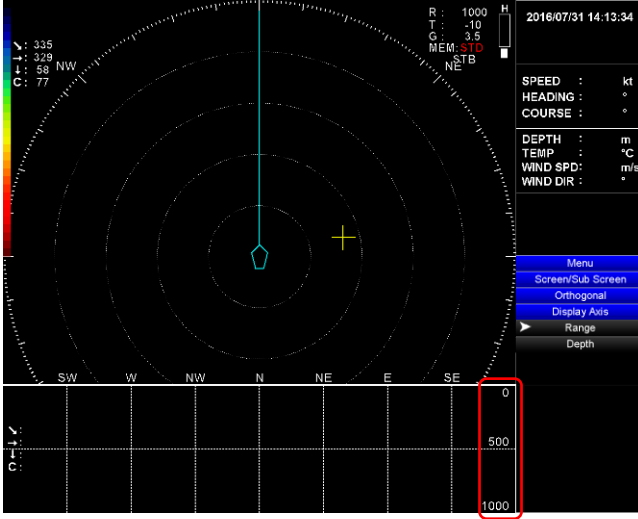 R : 1000 H
T : -10
G : 3.5
MEM:STD
STB
↘: 335
→: 329
↓: 58
C: 77
NW
NE
2016/07/31 14:13:34
SPEED : kt
HEADING : °
COURSE : °
DEPTH : m
TEMP : °C
WIND SPD: m/s
WIND DIR : °
Menu
Screen/Sub Screen
Orthogonal
Display Axis
➤ Range
Depth
SW W NW N NE E SE
0
500
1000
↘:
→:
↓:
C: